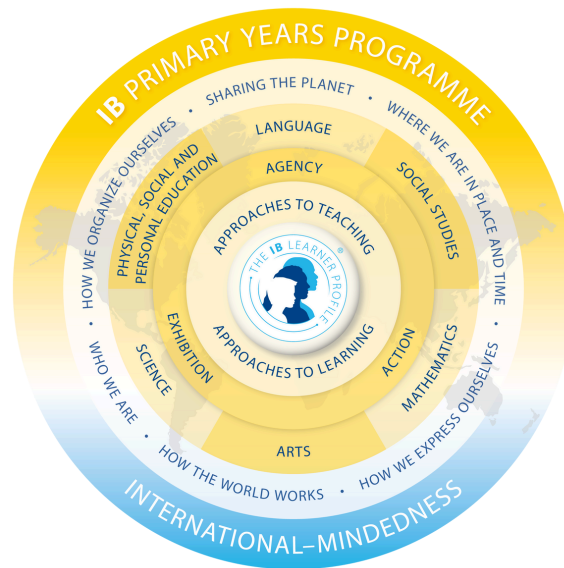 IB PRIMARY YEARS PROGRAMME
SHARING THE PLANET
•
WHERE WE ARE IN PLACE AND TIME
•
HOW WE EXPRESS OURSELVES
•
HOW THE WORLD WORKS
•
WHO WE ARE
•
HOW WE ORGANIZE OURSELVES
•
LANGUAGE
SOCIAL STUDIES
MATHEMATICS
ARTS
SCIENCE
PHYSICAL, SOCIAL AND
PERSONAL EDUCATION
AGENCY
ACTION
EXHIBITION
APPROACHES TO TEACHING
APPROACHES TO LEARNING
THE IB LEARNER PROFILE
®
INTERNATIONAL–MINDEDNESS